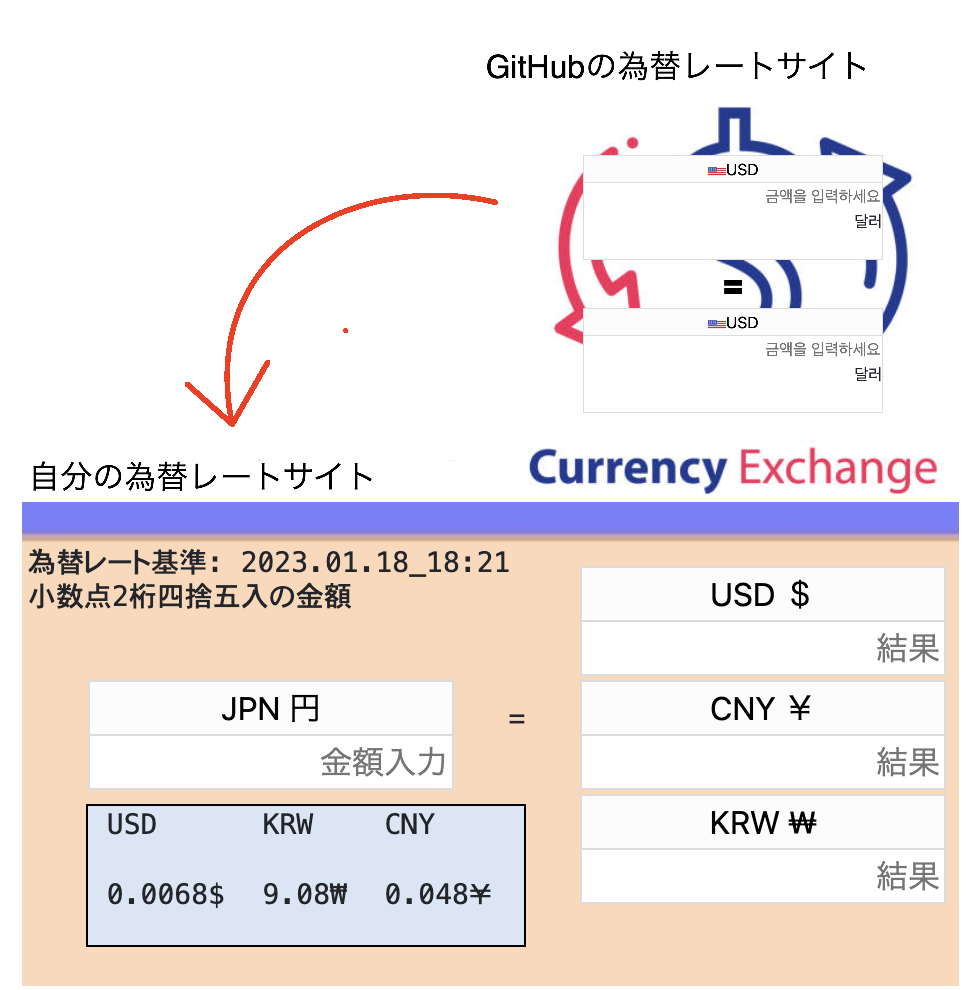 GitHubの為替レートサイト
USD
금액을 입력하세요
달러
=
USD
금액을 입력하세요
달러
Currency Exchange
自分の為替レートサイト
為替レート基準: 2023.01.18_18:21
小数点2桁四捨五入の金額
JPN 円
金額入力
=
USD $
結果
CNY ¥
結果
KRW ₩
結果
USD KRW CNY
0.0068$ 9.08₩ 0.048¥